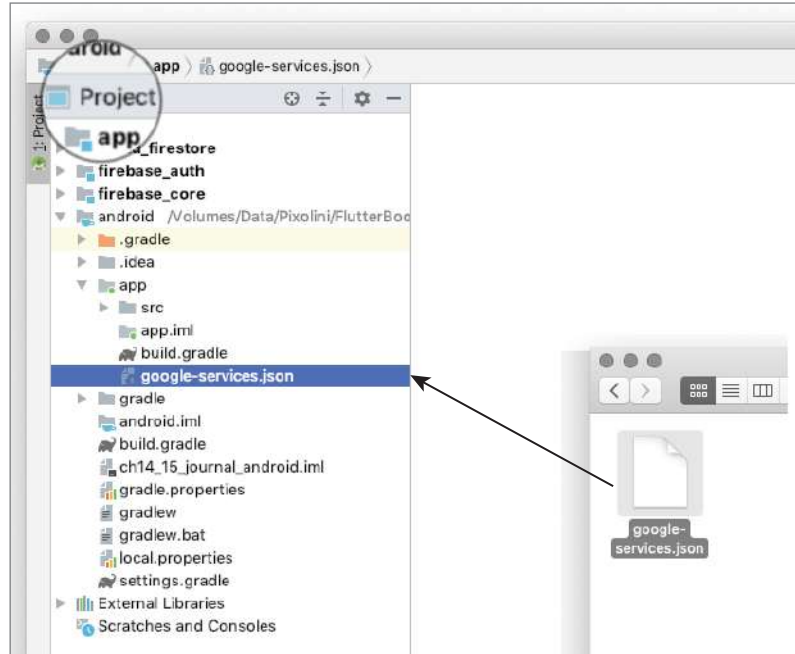 android
app
google-services.json
1: Project
Project
app
_firestore
firebase_auth
firebase_core
android /Volumes/Data/Pixolini/FlutterBoo
.gradle
.idea
app
src
app.iml
build.gradle
google-services.json
gradle
android.iml
build.gradle
ch14_15_journal_android.iml
gradle.properties
gradlew
gradlew.bat
local.properties
settings.gradle
External Libraries
Scratches and Consoles
google-
services.json